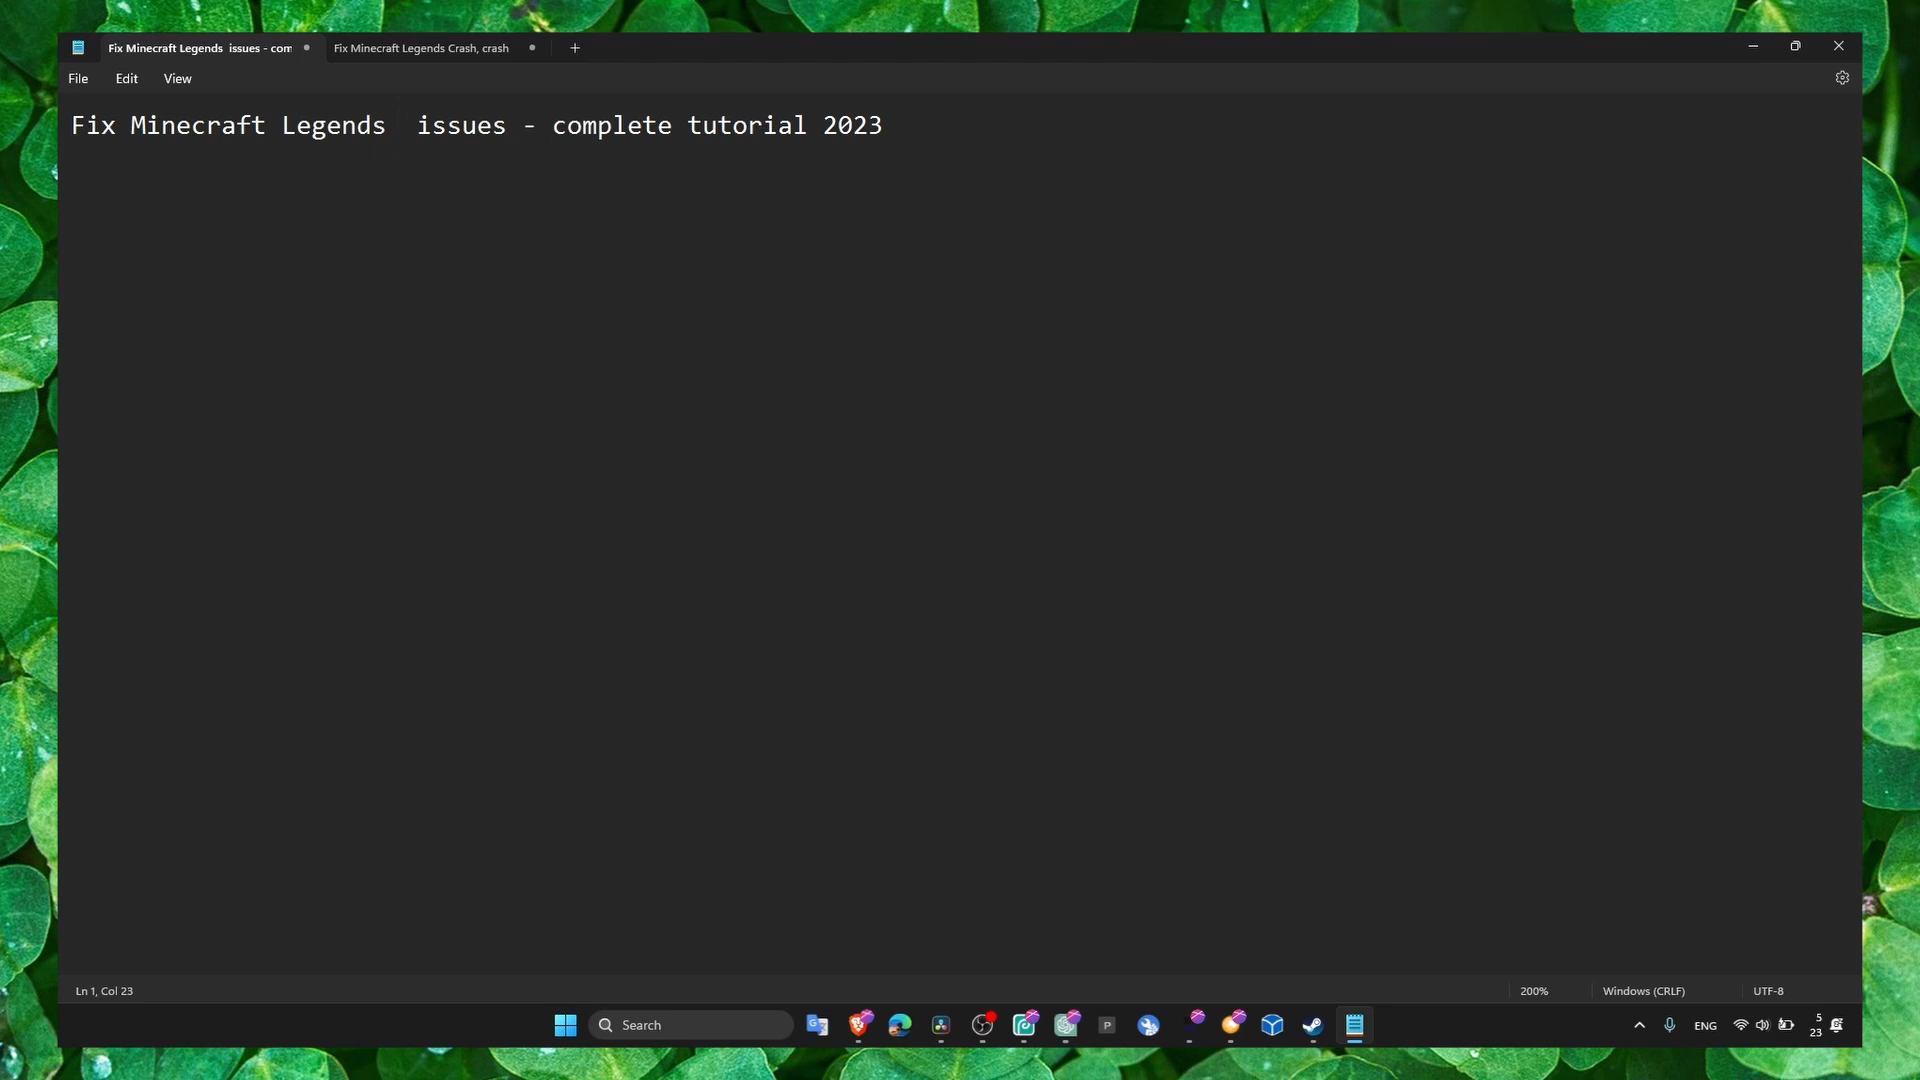 Fix Minecraft Legends  issues - com
Fix Minecraft Legends Crash, crash
File Edit View
Fix Minecraft Legends  issues - complete tutorial 2023
Ln 1, Col 23
200%
Windows (CRLF)
UTF-8
Search
P
ENG
5
23